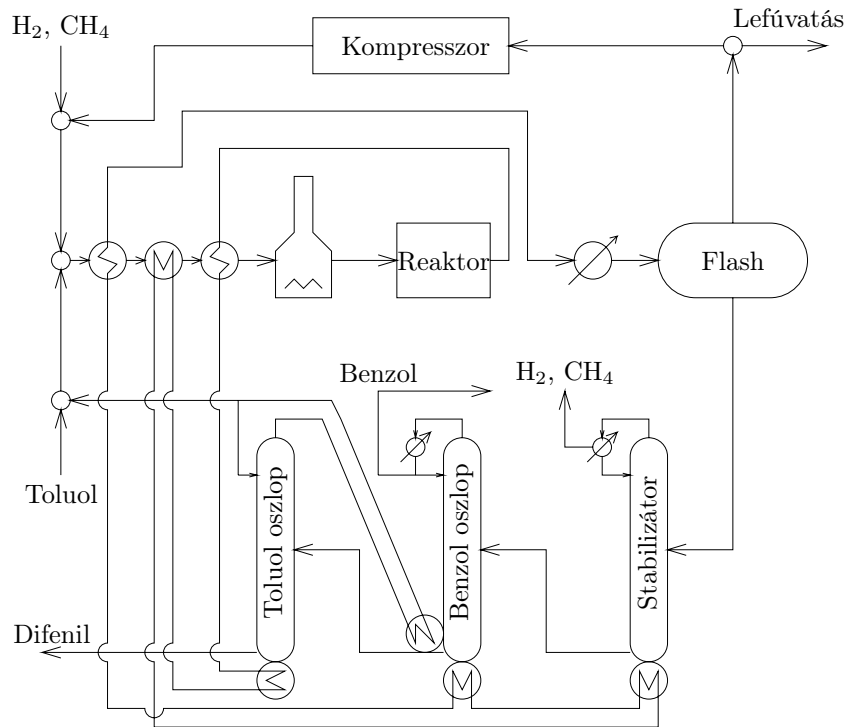 H₂, CH₄
Kompresszor
Lefúvatás
Reaktor
Flash
Benzol
H₂, CH₄
Toluol
Toluol oszlop
Benzol oszlop
Stabilizátor
Difenil